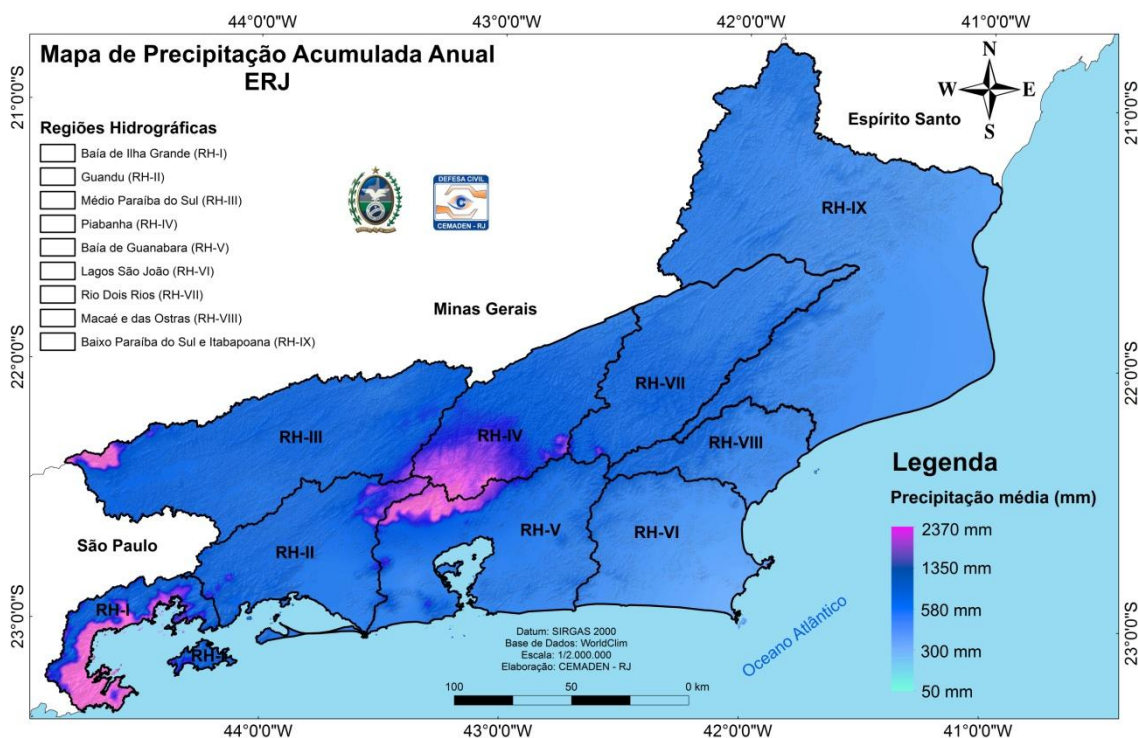 44°0'0"W
43°0'0"W
42°0'0"W
41°0'0"W
Mapa de Precipitação Acumulada Anual
ERJ
N
W
E
S
21°0'0"S
21°0'0"S
Espírito Santo
Regiões Hidrográficas
Baía de Ilha Grande (RH-I)
Guandu (RH-II)
Médio Paraíba do Sul (RH-III)
Piabanha (RH-IV)
Baía de Guanabara (RH-V)
Lagos São João (RH-VI)
Rio Dois Rios (RH-VII)
Macaé e das Ostras (RH-VIII)
Baixo Paraíba do Sul e Itabapoana (RH-IX)
DEFESA CIVIL
CEMADEN - RJ
RH-IX
Minas Gerais
22°0'0"S
22°0'0"S
RH-VII
RH-III
RH-IV
RH-VIII
RH-V
RH-VI
São Paulo
RH-II
RH-I
RH-I
23°0'0"S
23°0'0"S
Legenda
Precipitação média (mm)
2370 mm
1350 mm
580 mm
300 mm
50 mm
Oceano Atlântico
Datum: SIRGAS 2000
Base de Dados: WorldClim
Escala: 1/2.000.000
Elaboração: CEMADEN - RJ
100
50
0 km
44°0'0"W
43°0'0"W
42°0'0"W
41°0'0"W